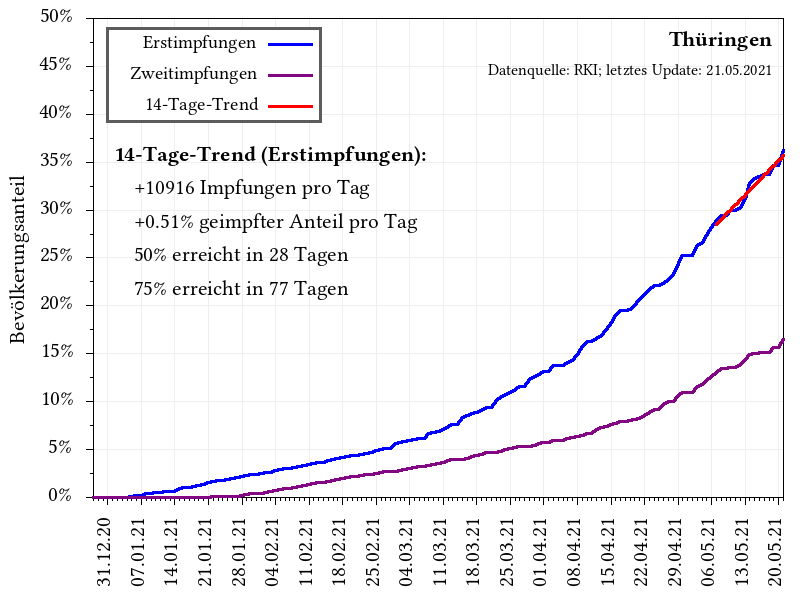 50%
45%
40%
35%
30%
25%
20%
15%
10%
5%
0%
Bevölkerungsanteil
Erstimpfungen
Zweitimpfungen
14-Tage-Trend
Thüringen
Datenquelle: RKI; letztes Update: 21.05.2021
14-Tage-Trend (Erstimpfungen):
+10916 Impfungen pro Tag
+0.51% geimpfter Anteil pro Tag
50% erreicht in 28 Tagen
75% erreicht in 77 Tagen
31.12.20
07.01.21
14.01.21
21.01.21
28.01.21
04.02.21
11.02.21
18.02.21
25.02.21
04.03.21
11.03.21
18.03.21
25.03.21
01.04.21
08.04.21
15.04.21
22.04.21
29.04.21
06.05.21
13.05.21
20.05.21